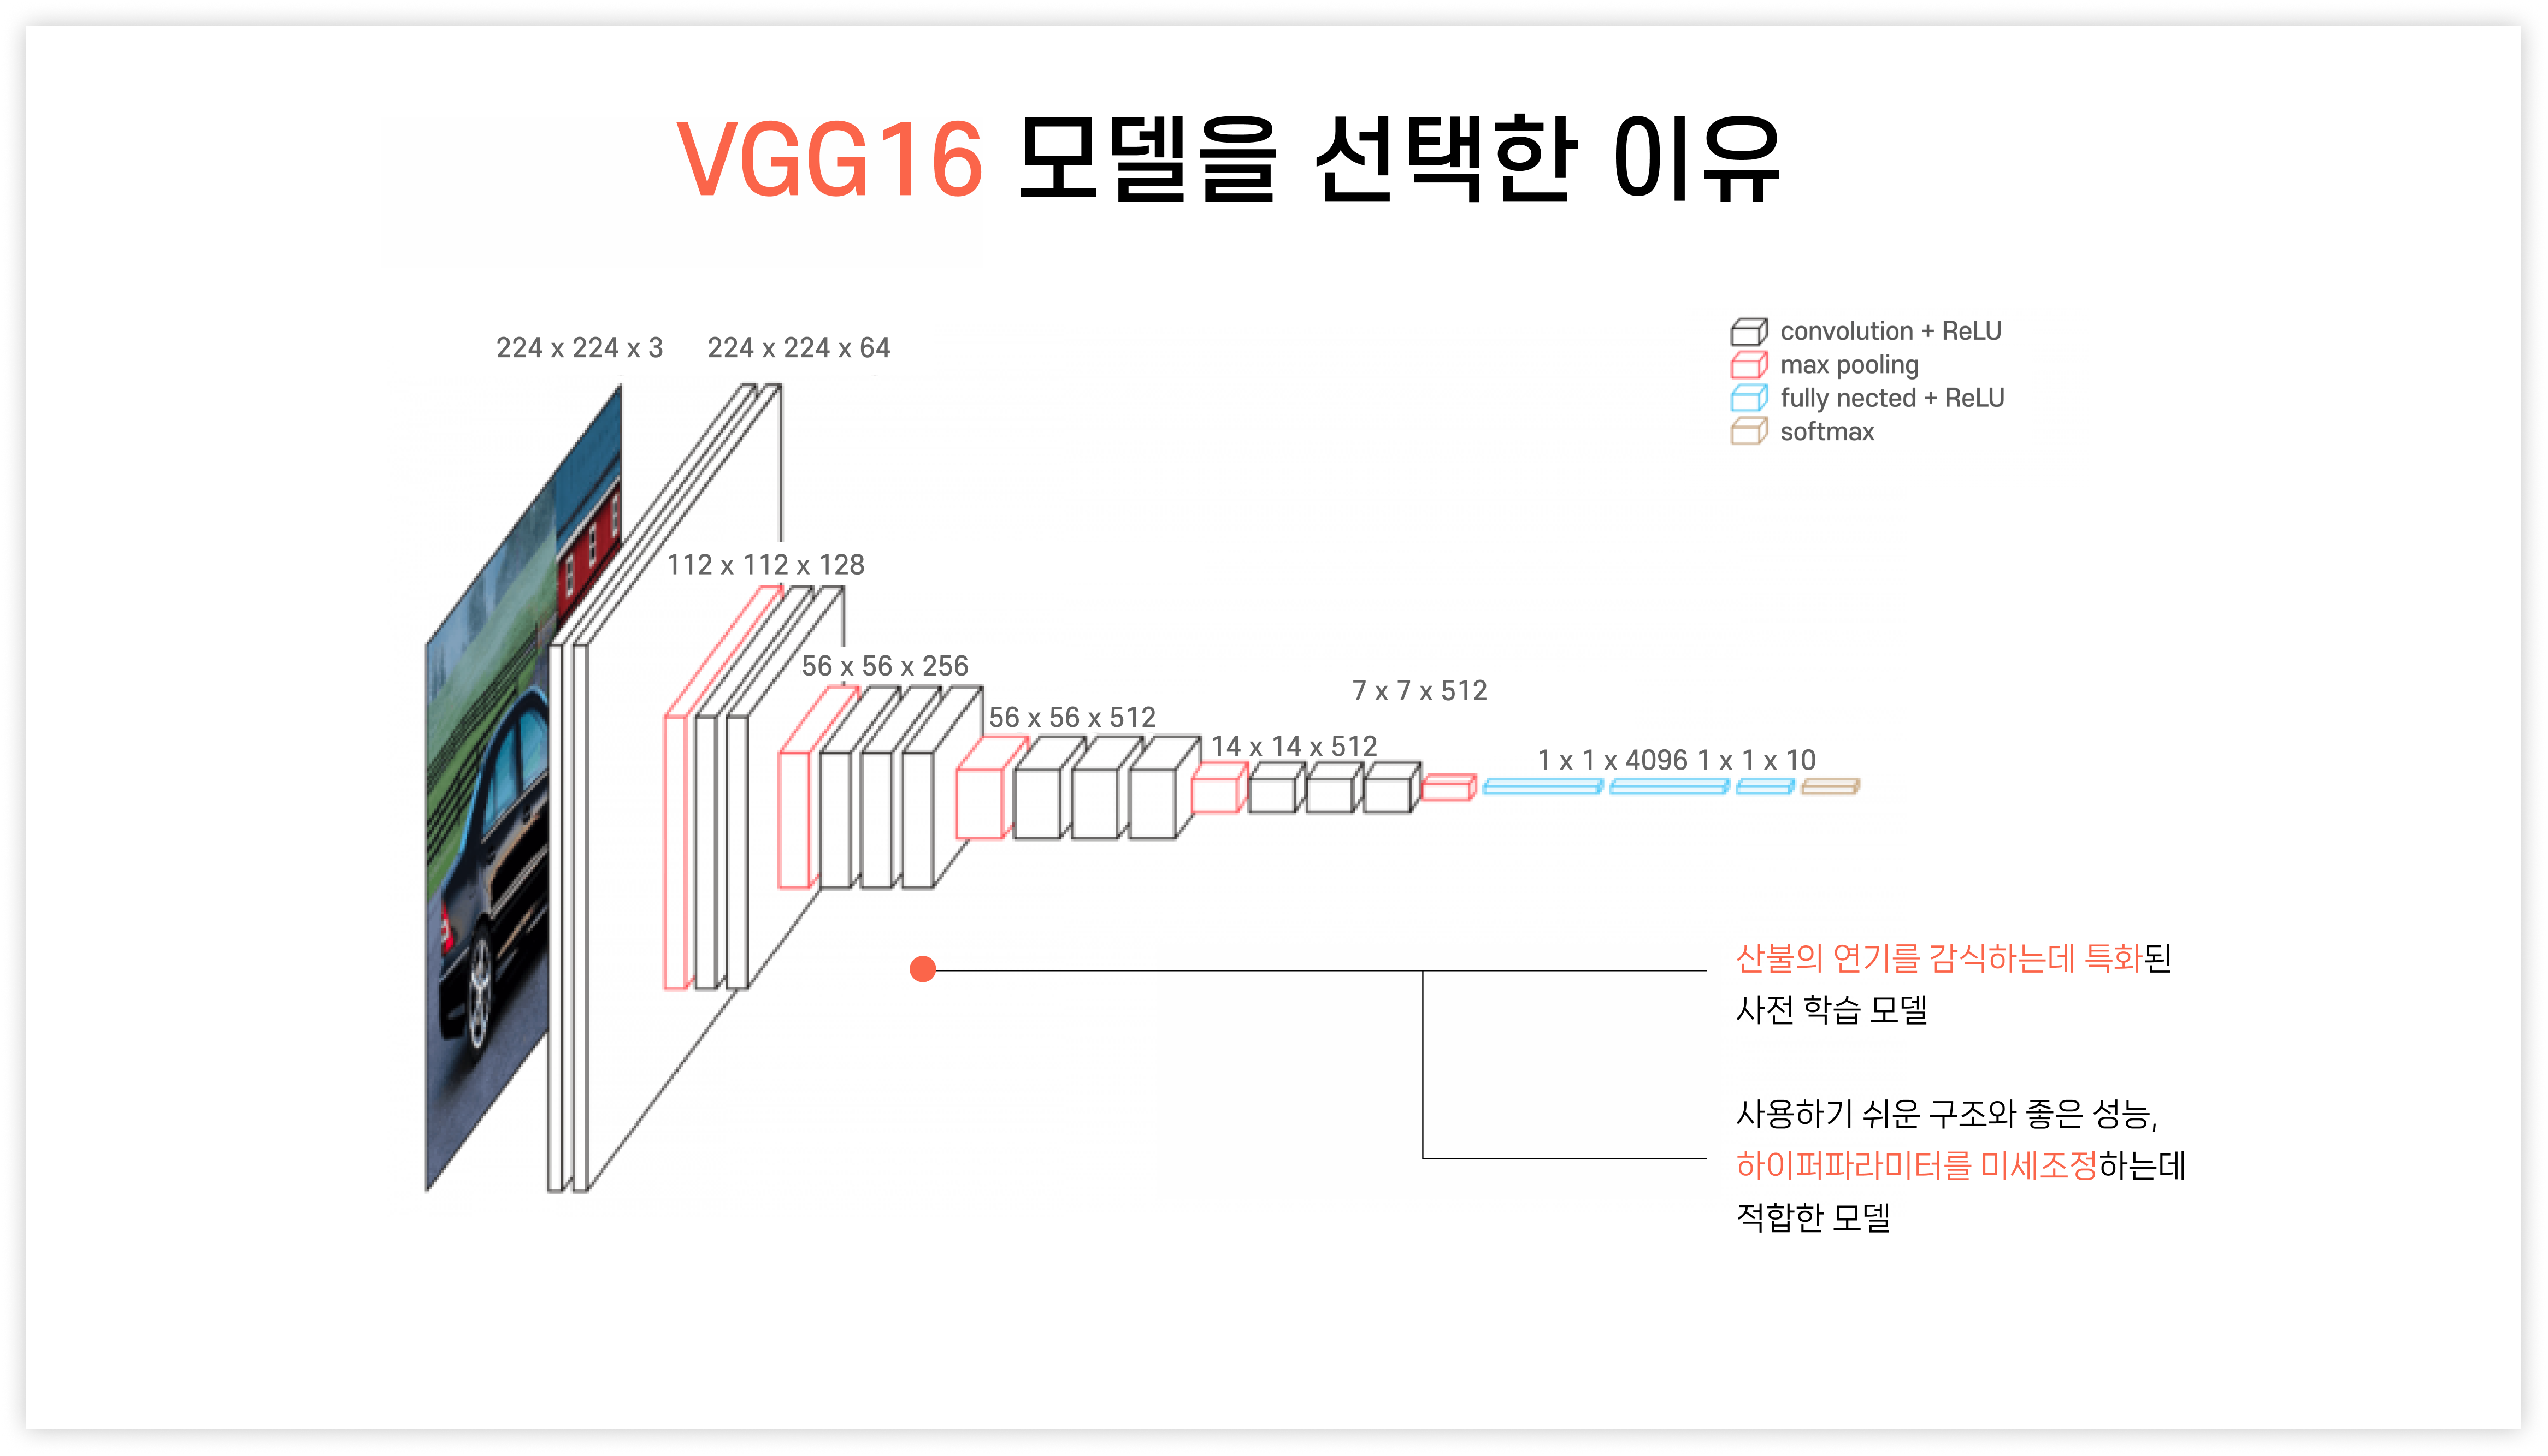 VGG16 모델을 선택한 이유
224 x 224 x 3
224 x 224 x 64
convolution + ReLU
max pooling
fully nected + ReLU
softmax
112 x 112 x 128
56 x 56 x 256
56 x 56 x 512
14 x 14 x 512
7 x 7 x 512
1 x 1 x 4096 1 x 1 x 10
산불의 연기를 감식하는데 특화된
사전 학습 모델
사용하기 쉬운 구조와 좋은 성능,
하이퍼파라미터를 미세조정하는데
적합한 모델